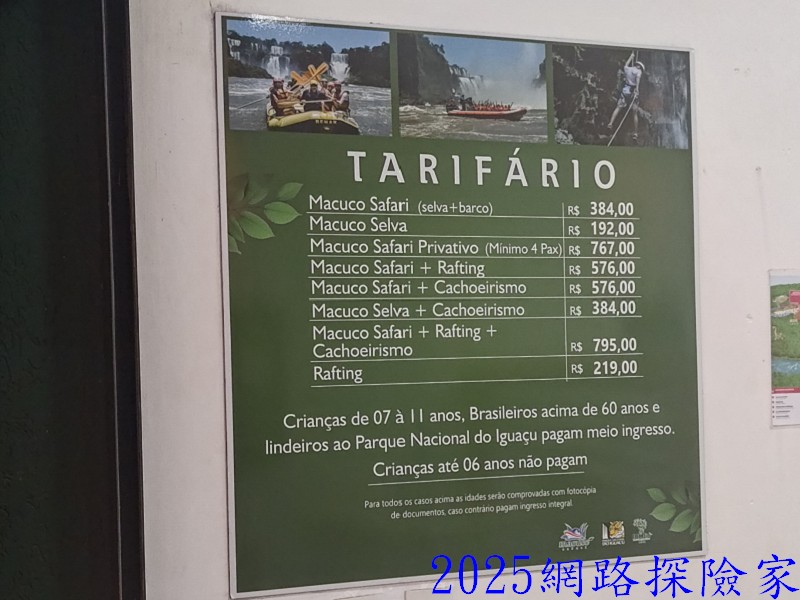 TARIFÁRIO
Macuco Safari (selva+barco) R$ 384,00
Macuco Selva R$ 192,00
Macuco Safari Privativo (Mínimo 4 Pax) R$ 767,00
Macuco Safari + Rafting R$ 576,00
Macuco Safari + Cachoeirismo R$ 576,00
Macuco Selva + Cachoeirismo R$ 384,00
Macuco Safari + Rafting +
Cachoeirismo R$ 795,00
Rafting R$ 219,00
Crianças de 07 à 11 anos, Brasileiros acima de 60 anos e
lindeiros ao Parque Nacional do Iguaçu pagam meio ingresso.
Crianças até 06 anos não pagam
Para todos os casos acima as idades serão comprovadas com fotocópia
de documentos, caso contrário pagam ingresso integral.
2025網路探險家